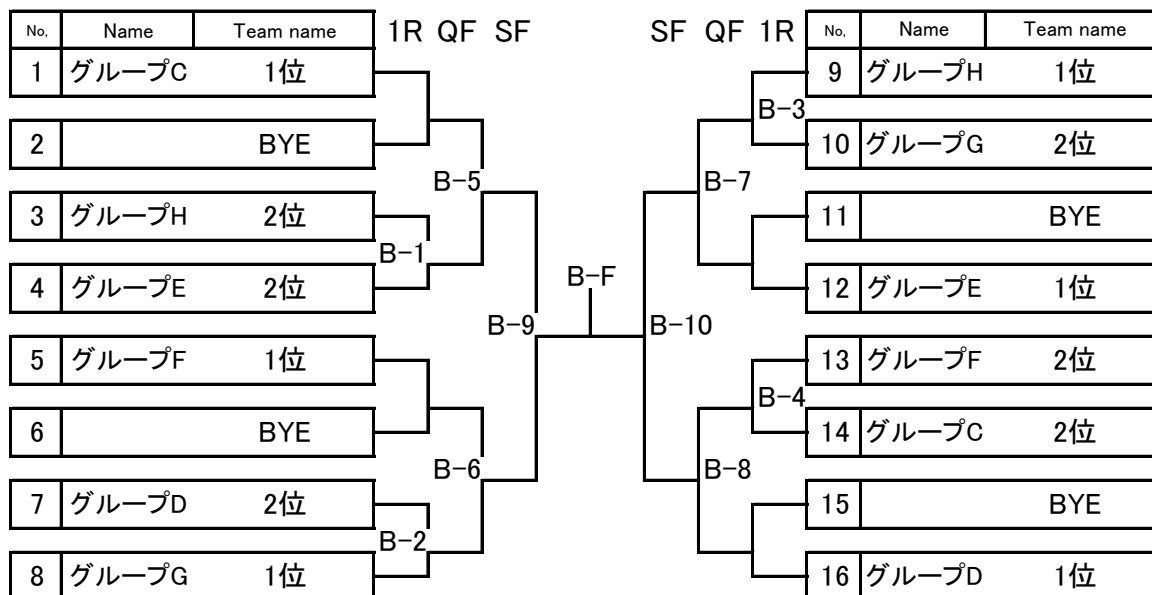 No, Name Team name 1R QF SF SF QF 1R No, Name Team name
1 グループC 1位 9 グループH 1位
B-3
2 BYE 10 グループG 2位
B-5 B-7
3 グループH 2位 11 BYE
B-1
4 グループE 2位 B-F 12 グループE 1位
B-9 B-10
5 グループF 1位 13 グループF 2位
B-4
6 BYE 14 グループC 2位
B-6 B-8
7 グループD 2位 15 BYE
B-2
8 グループG 1位 16 グループD 1位